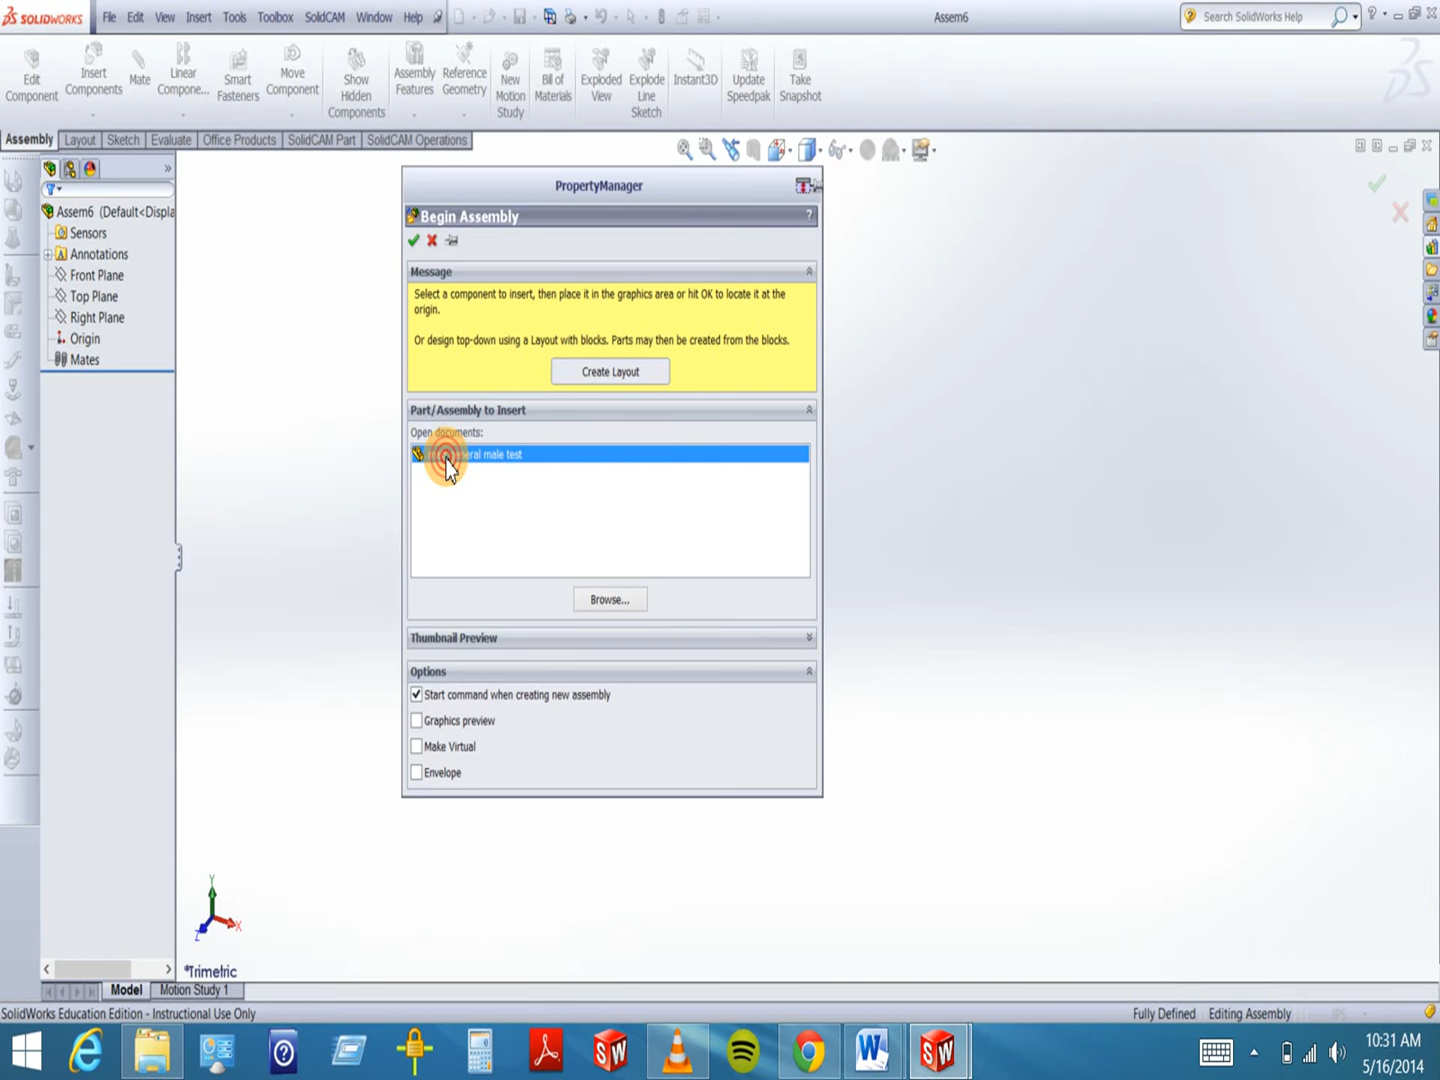 SOLIDWORKS File Edit View Insert Tools Toolbox SolidCAM Window Help Assem6 Search SolidWorks Help
Edit Component
Insert Components
Mate
Linear Compone...
Smart Fasteners
Move Component
Show Hidden Components
Assembly Features
Reference Geometry
New Motion Study
Bill of Materials
Exploded View
Explode Line Sketch
Instant3D
Update Speedpak
Take Snapshot
Assembly Layout Sketch Evaluate Office Products SolidCAM Part SolidCAM Operations
Assem6 (Default<Displa
Sensors
Annotations
Front Plane
Top Plane
Right Plane
Origin
Mates
PropertyManager
Begin Assembly ?
Message
Select a component to insert, then place it in the graphics area or hit OK to locate it at the
origin.
Or design top-down using a Layout with blocks. Parts may then be created from the blocks.
Create Layout
Part/Assembly to Insert
Open documents:
male test
Browse...
Thumbnail Preview
Options
Start command when creating new assembly
Graphics preview
Make Virtual
Envelope
Y
X
Z
*Trimetric
Model Motion Study 1
SolidWorks Education Edition - Instructional Use Only Fully Defined Editing Assembly
10:31 AM
5/16/2014